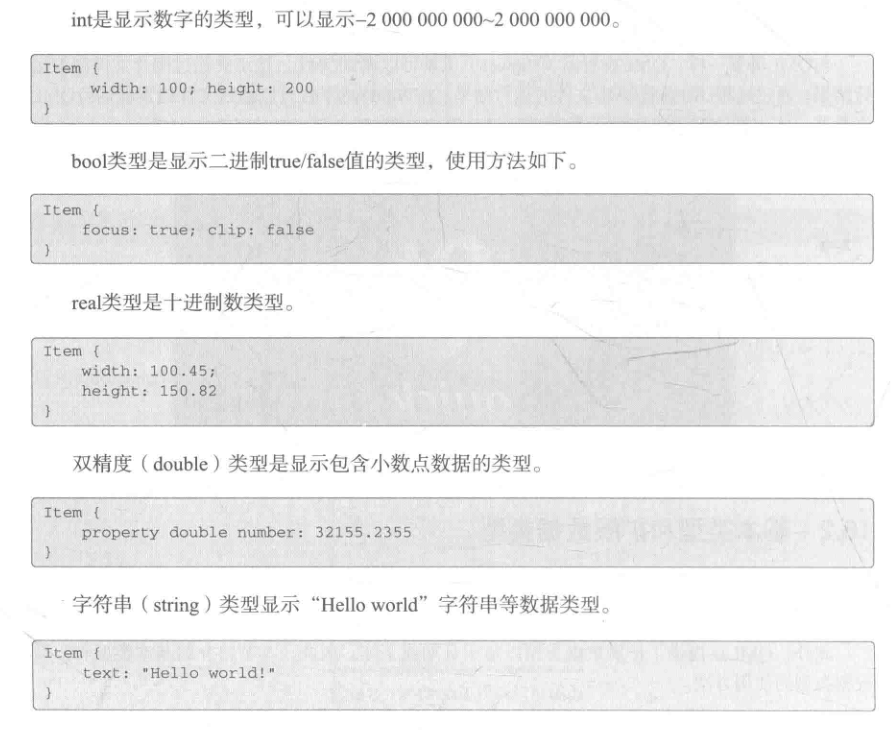 int是显示数字的类型，可以显示–2 000 000 000~2 000 000 000。
Item {
    width: 100; height: 200
}
bool类型是显示二进制true/false值的类型，使用方法如下。
Item {
    focus: true; clip: false
}
real类型是十进制数类型。
Item {
    width: 100.45;
    height: 150.82
}
双精度（double）类型是显示包含小数点数据的类型。
Item {
    property double number: 32155.2355
}
字符串（string）类型显示“Hello world”字符串等数据类型。
Item {
    text: "Hello world!"
}